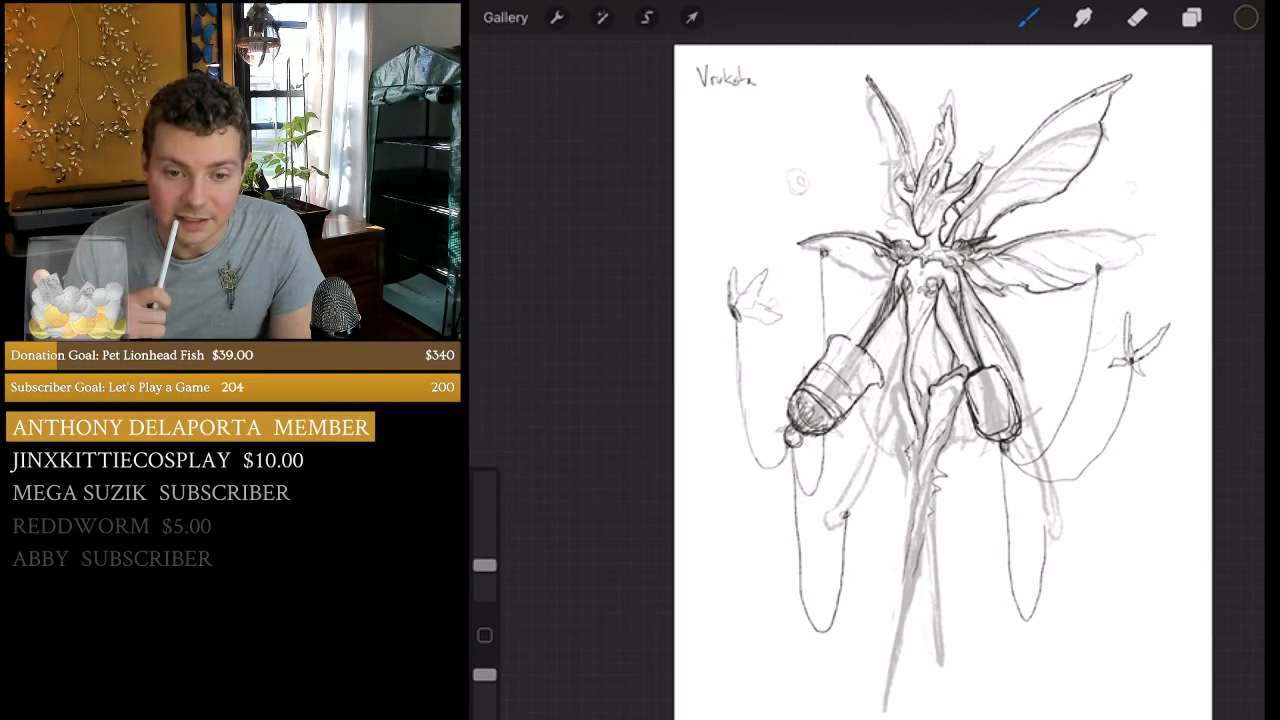 Gallery
Vruksha
Donation Goal: Pet Lionhead Fish $39.00 $340
Subscriber Goal: Let's Play a Game 204 200
ANTHONY DELAPORTA MEMBER
JINXKITTIECOSPLAY $10.00
MEGA SUZIK SUBSCRIBER
REDDWORM $5.00
ABBY SUBSCRIBER